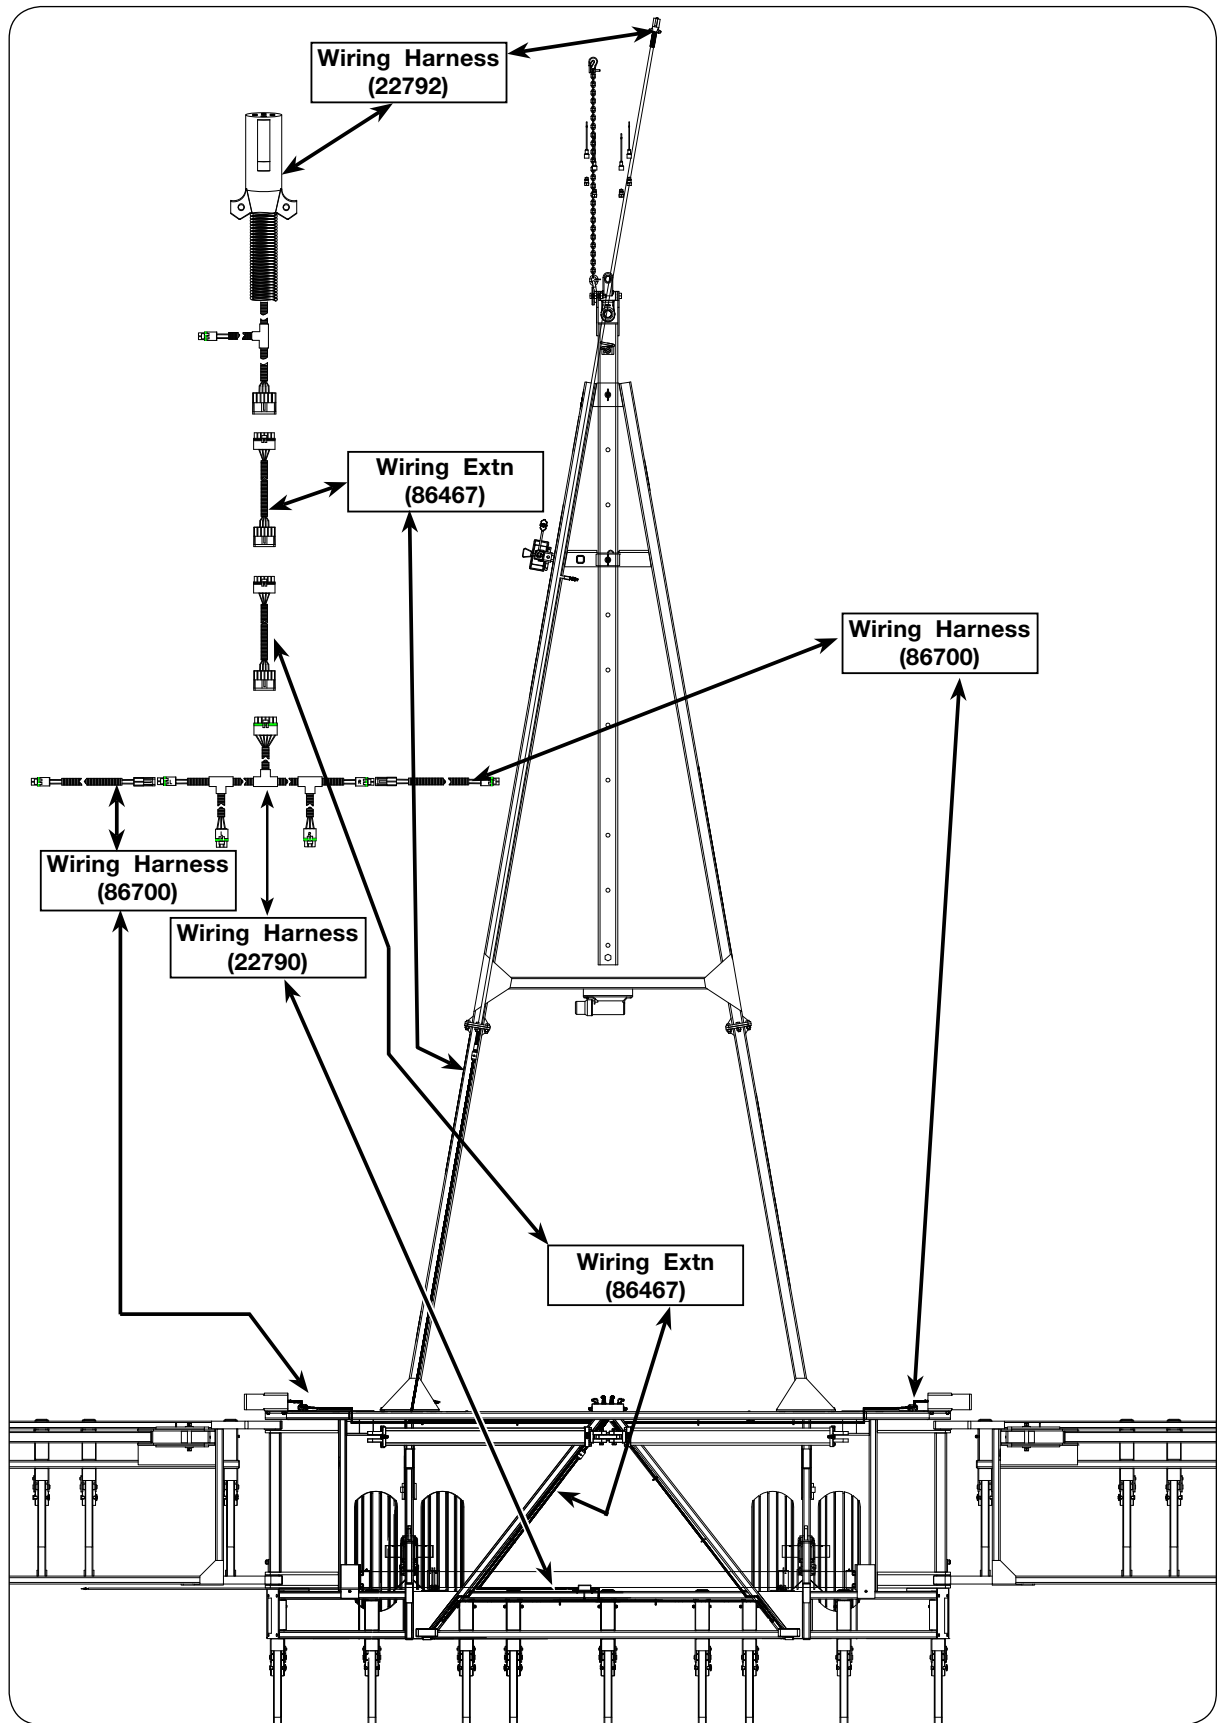 Wiring Harness
(22792)
Wiring Extn
(86467)
Wiring Harness
(86700)
Wiring Harness
(86700)
Wiring Harness
(22790)
Wiring Extn
(86467)